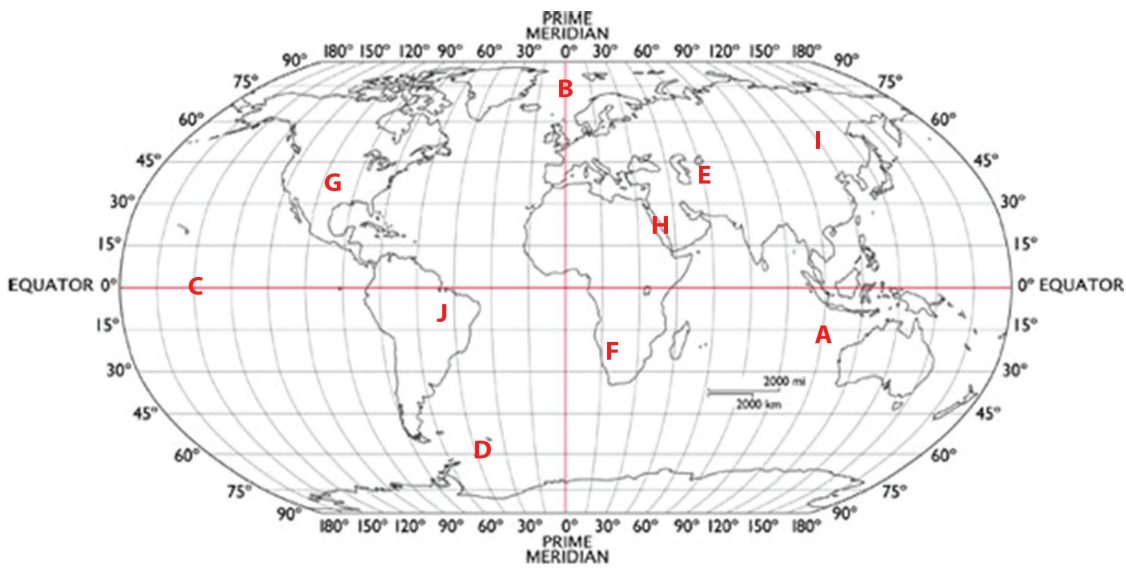 PRIME
MERIDIAN
180° 150° 120° 90° 60° 30° 0° 30° 60° 90° 120° 150° 180°
90° 90°
B
75° 75°
60° 60°
I
45° 45°
E
G
30° 30°
H
15° 15°
C
EQUATOR 0° 0° EQUATOR
J
15° 15°
A
F
30° 30°
2000 mi
2000 km
45° 45°
D
60° 60°
75° 75°
90° 90°
180° 150° 120° 90° 60° 30° 0° 30° 60° 90° 120° 150° 180°
PRIME
MERIDIAN